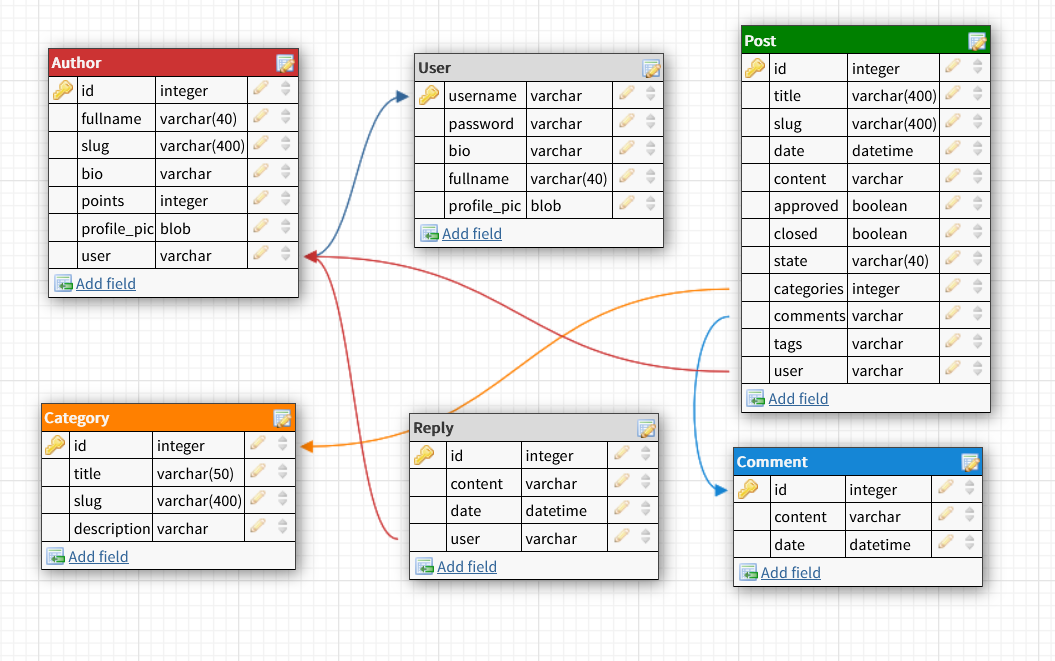 Author
id integer
fullname varchar(40)
slug varchar(400)
bio varchar
points integer
profile_pic blob
user varchar
Add field
User
username varchar
password varchar
bio varchar
fullname varchar(40)
profile_pic blob
Add field
Post
id integer
title varchar(400)
slug varchar(400)
date datetime
content varchar
approved boolean
closed boolean
state varchar(40)
categories integer
comments varchar
tags varchar
user varchar
Add field
Category
id integer
title varchar(50)
slug varchar(400)
description varchar
Add field
Reply
id integer
content varchar
date datetime
user varchar
Add field
Comment
id integer
content varchar
date datetime
Add field